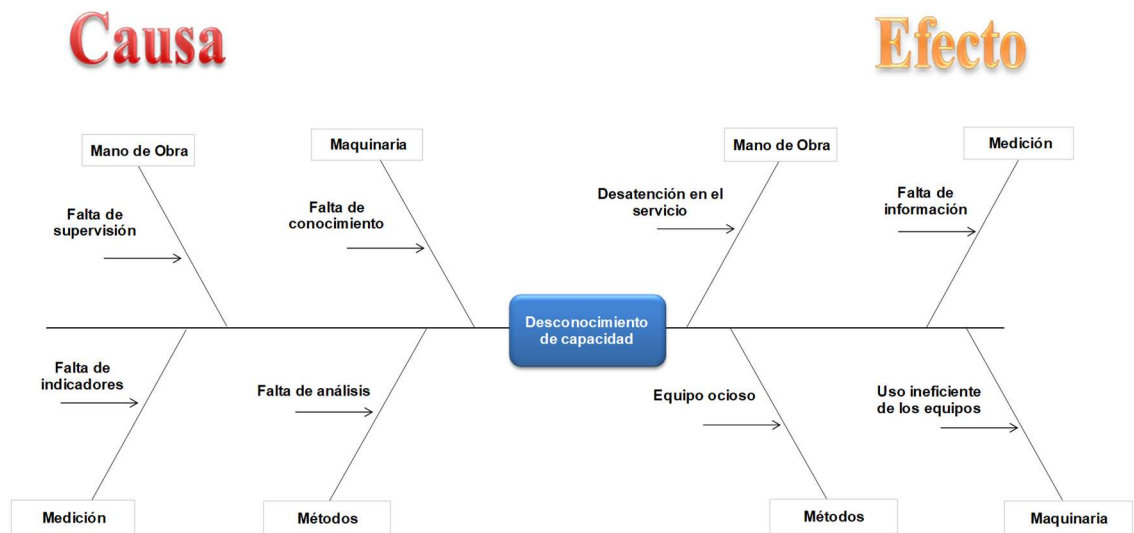 Causa
Efecto
Mano de Obra
Maquinaria
Mano de Obra
Medición
Falta de
supervisión
Falta de
conocimiento
Desatención en el
servicio
Falta de
información
Desconocimiento
de capacidad
Falta de
indicadores
Falta de análisis
Equipo ocioso
Uso ineficiente
de los equipos
Medición
Métodos
Métodos
Maquinaria